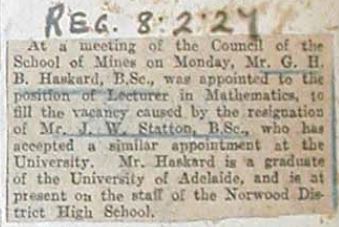 REG. 8:2:27
At a meeting of the Council of the
School of Mines on Monday, Mr. G. H.
B. Haskard, B.Sc., was appointed to the
position of Lecturer in Mathematics, to
fill the vacancy caused by the resignation
of Mr. J. W. Statton, B.Sc., who has
accepted a similar appointment at the
University. Mr. Haskard is a graduate
of the University of Adelaide, and is at
present on the staff of the Norwood Dis-
trict High School.